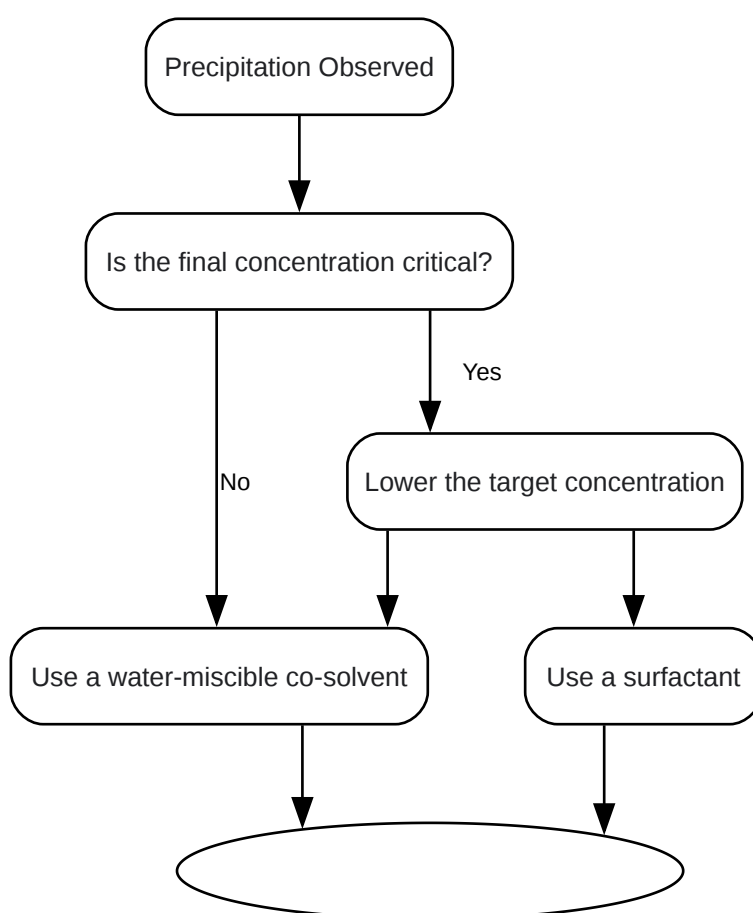 Precipitation Observed
Is the final concentration critical?
Yes
No
Lower the target concentration
Use a water-miscible co-solvent
Use a surfactant